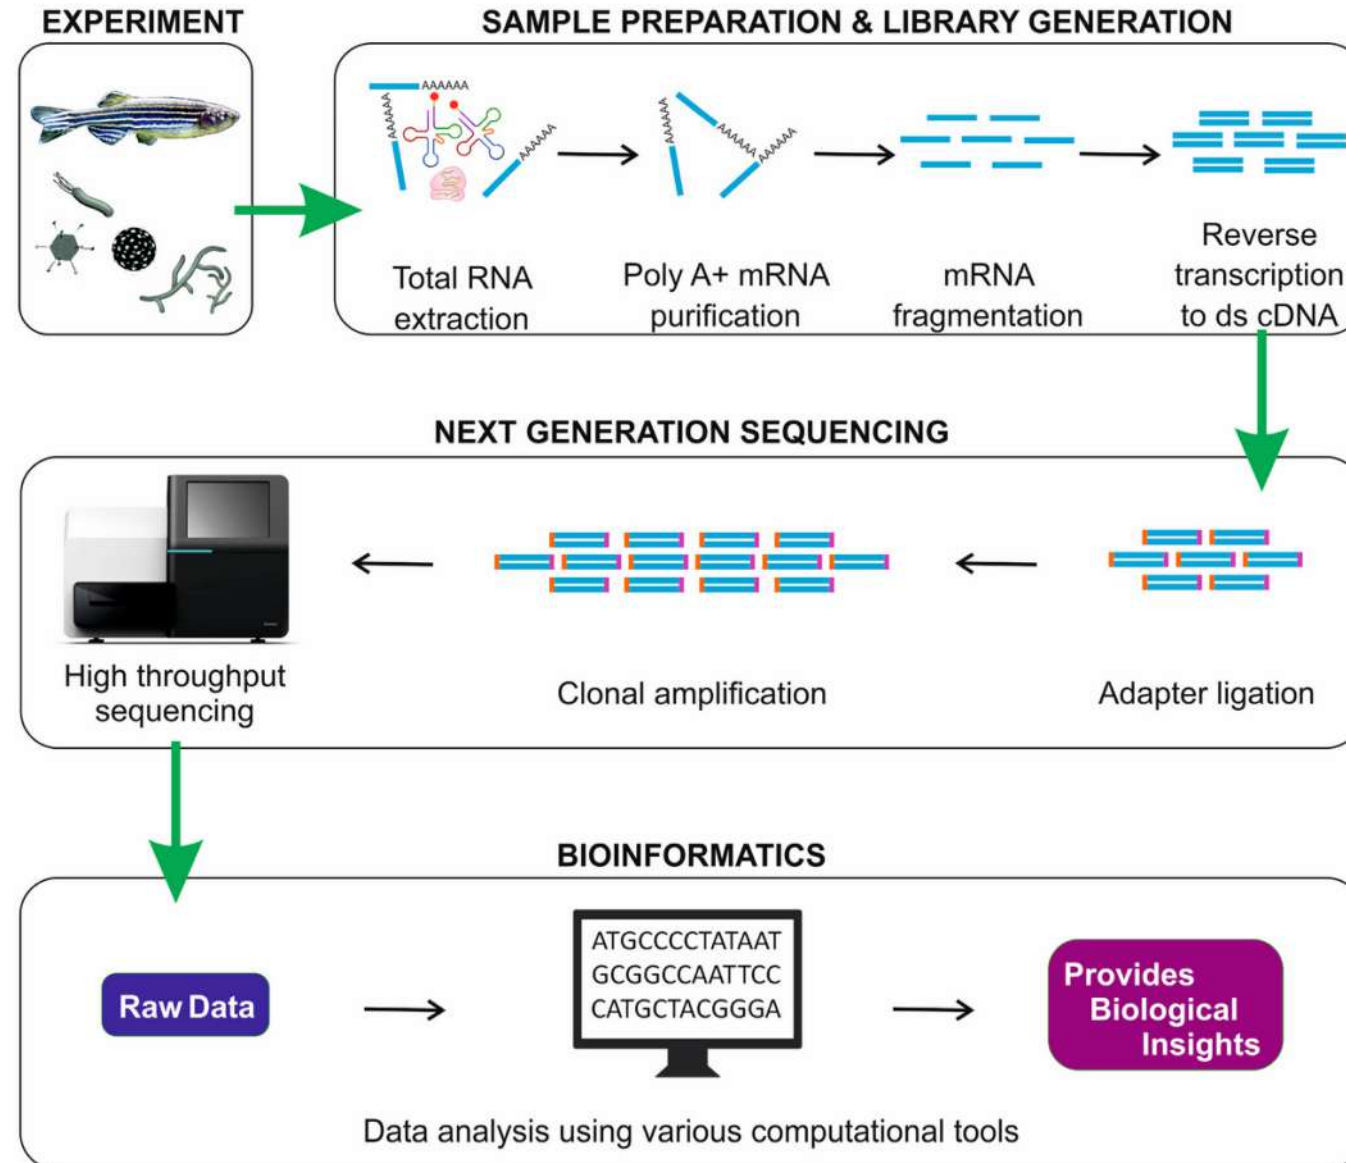 EXPERIMENT
SAMPLE PREPARATION & LIBRARY GENERATION
AAAAAA
AAAAAA
AAAAAA
AAAAAA
AAAAAA
AAAAAA
Total RNA
extraction
Poly A+ mRNA
purification
mRNA
fragmentation
Reverse
transcription
to ds cDNA
NEXT GENERATION SEQUENCING
High throughput
sequencing
Clonal amplification
Adapter ligation
BIOINFORMATICS
Raw Data
ATGCCCCTATAAT
GCGGCCAATTCC
CATGCTACGGGA
Provides
Biological
Insights
Data analysis using various computational tools